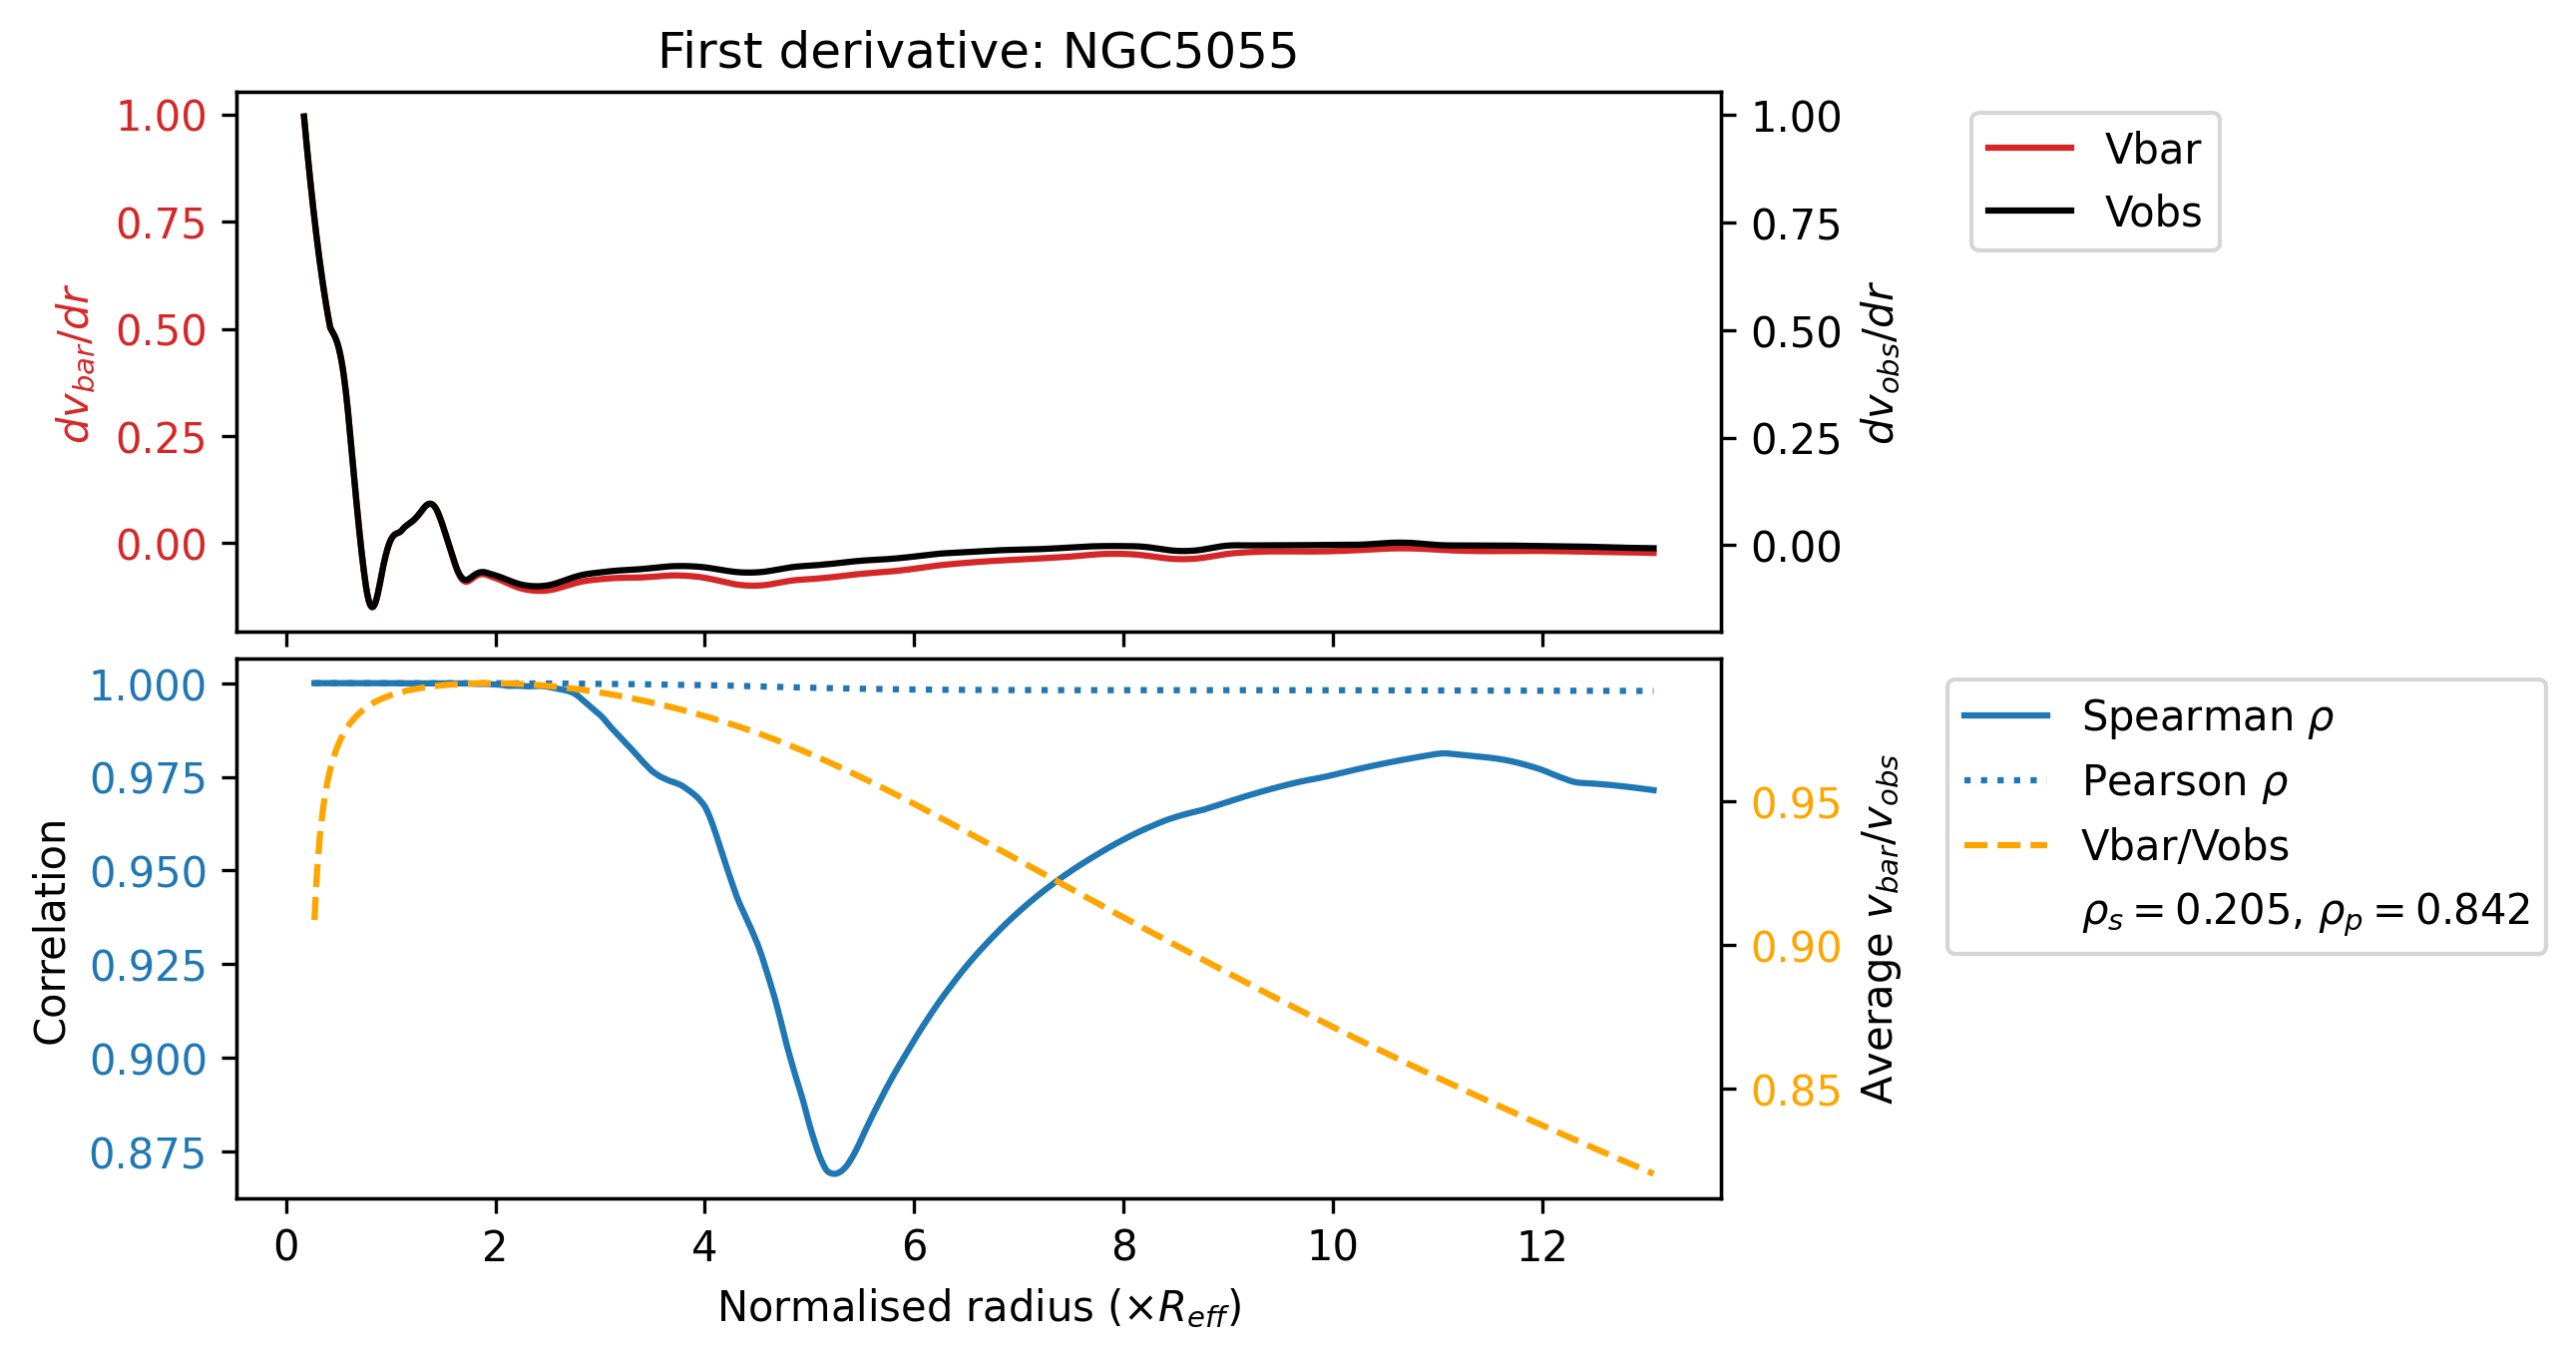 First derivative: NGC5055
1.00
0.75
0.50
0.25
0.00
dv_bar/dr
1.00
0.75
0.50
0.25
0.00
dv_obs/dr
Vbar
Vobs
1.000
0.975
0.950
0.925
0.900
0.875
Correlation
0.95
0.90
0.85
Average v_bar/v_obs
Spearman ρ
Pearson ρ
Vbar/Vobs
ρ_s = 0.205, ρ_p = 0.842
0 2 4 6 8 10 12
Normalised radius (×R_eff)